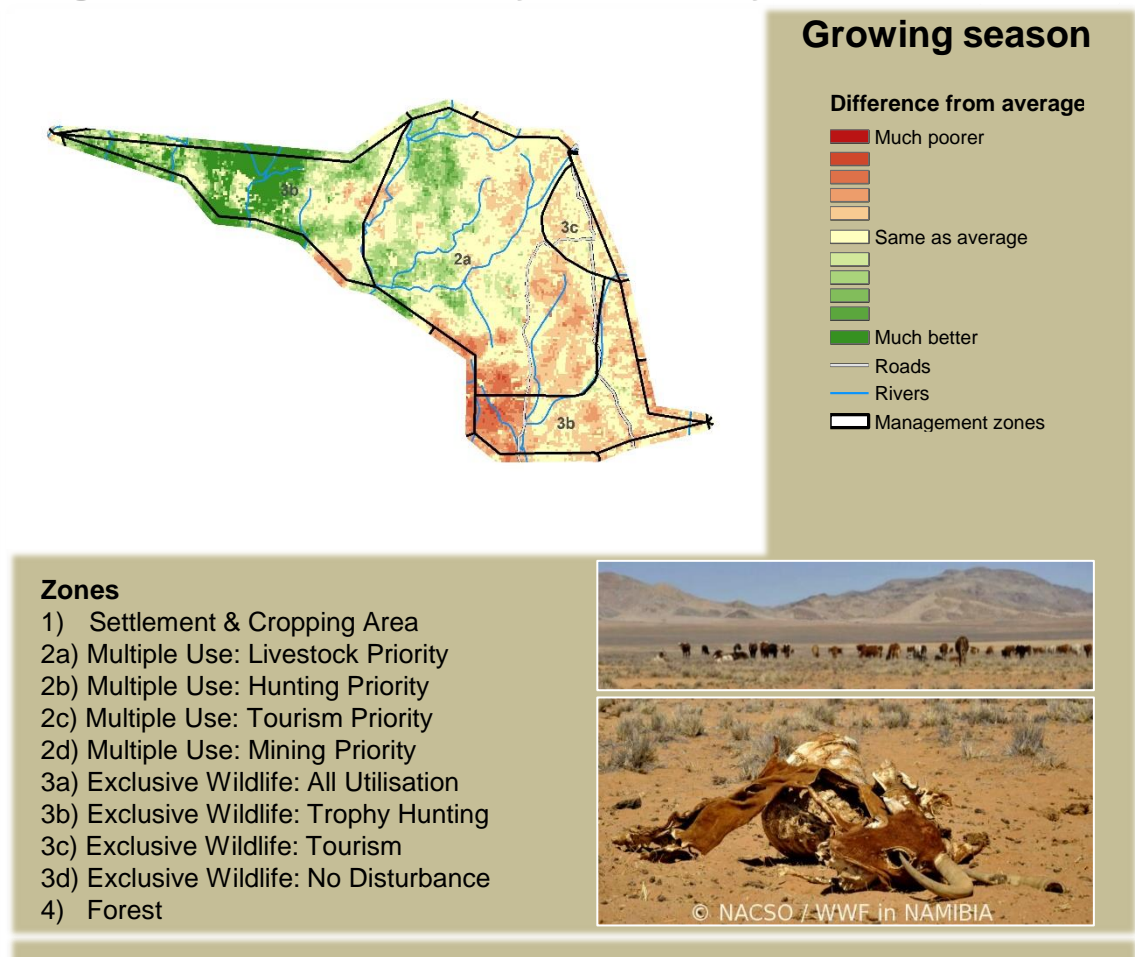 Growing season
Difference from average
Much poorer
Same as average
Much better
Roads
Rivers
Management zones
3b
2a
3c
3b
Zones
1) Settlement & Cropping Area
2a) Multiple Use: Livestock Priority
2b) Multiple Use: Hunting Priority
2c) Multiple Use: Tourism Priority
2d) Multiple Use: Mining Priority
3a) Exclusive Wildlife: All Utilisation
3b) Exclusive Wildlife: Trophy Hunting
3c) Exclusive Wildlife: Tourism
3d) Exclusive Wildlife: No Disturbance
4) Forest
© NACSO / WWF in NAMIBIA